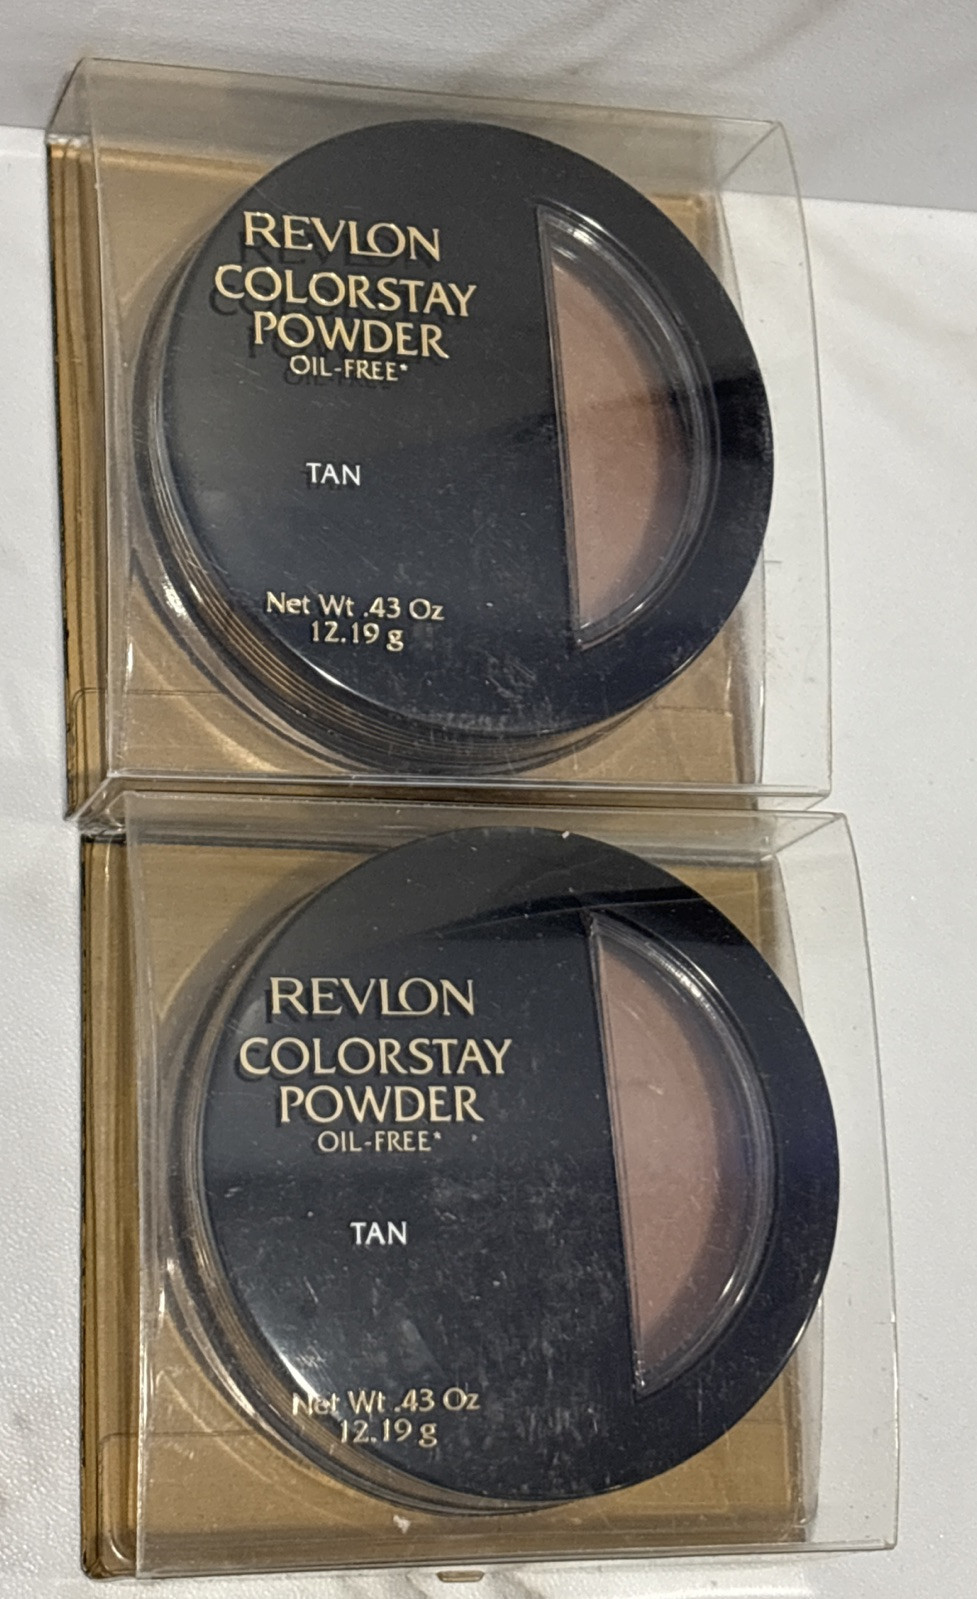 REVLON
COLORSTAY
POWDER
OIL-FREE*
TAN
Net Wt .43 Oz
12.19 g
REVLON
COLORSTAY
POWDER
OIL-FREE*
TAN
Net Wt .43 Oz
12.19 g